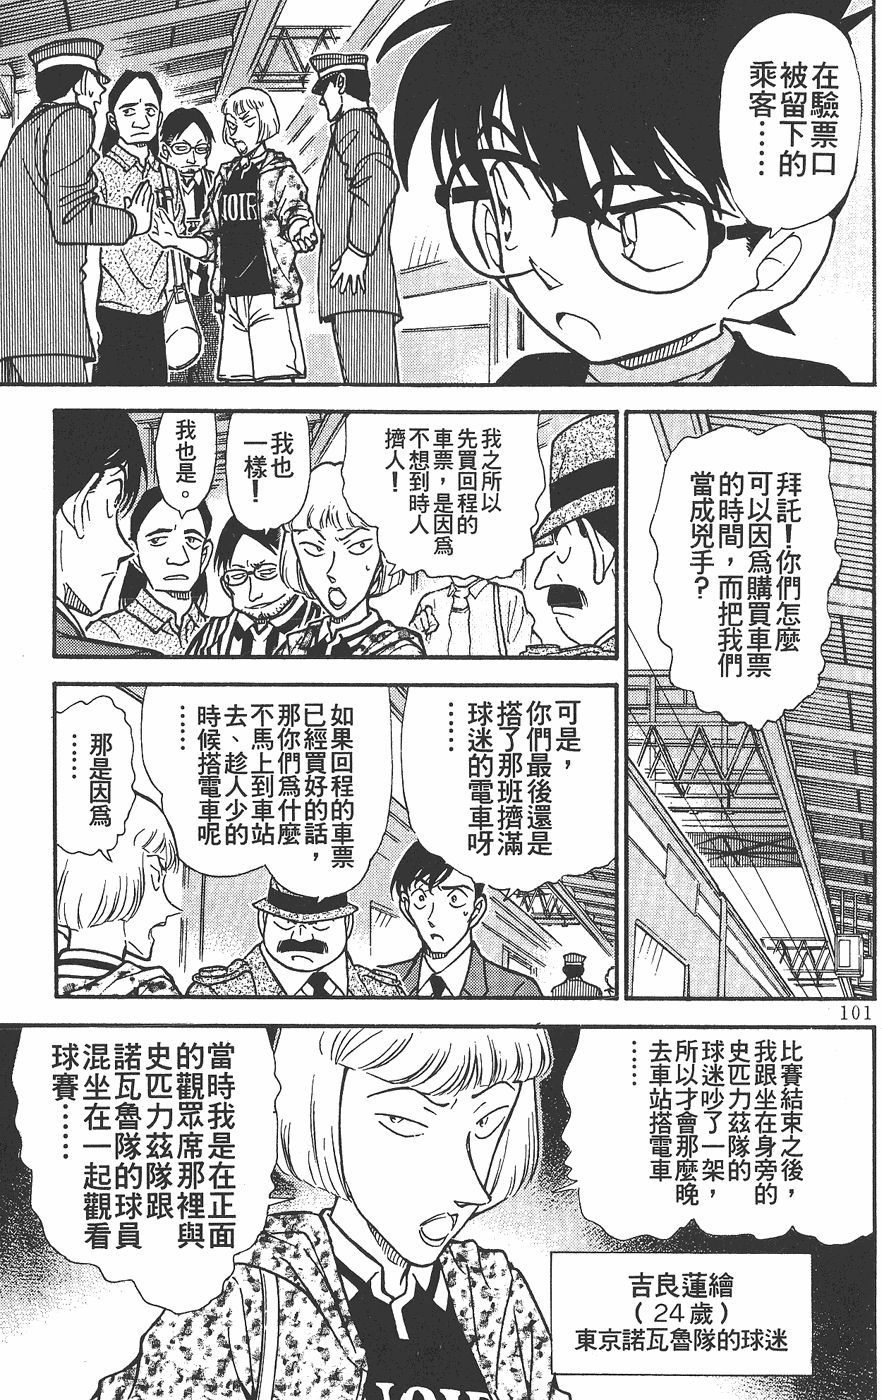 在驗票口
被留下的
乘客……
NOIR
拜託！你們怎麼
可以因為購買車票
的時間，而把我們
當成兇手？
我之所以
先買回程的
車票，是因為
不想到時人
擠人！
我也
一樣！
我也是。
可是，
你們最後還是
搭了那班擠滿
球迷的電車呀
如果回程的車票
已經買好的話，
那你們為什麼
不馬上到車站
去、趁人少的
時候搭電車呢
……
那是因為
……
101
比賽結束之後，
我跟坐在身旁的
史匹力茲隊的
球迷吵了一架，
所以才會那麼晚
去車站搭電車
……
當時我是在正面
的觀眾席那裡與
史匹力茲隊跟
諾瓦魯隊的球員
混坐在一起觀看
球賽……
吉良蓮繪
（24歲）
東京諾瓦魯隊的球迷
NOIR